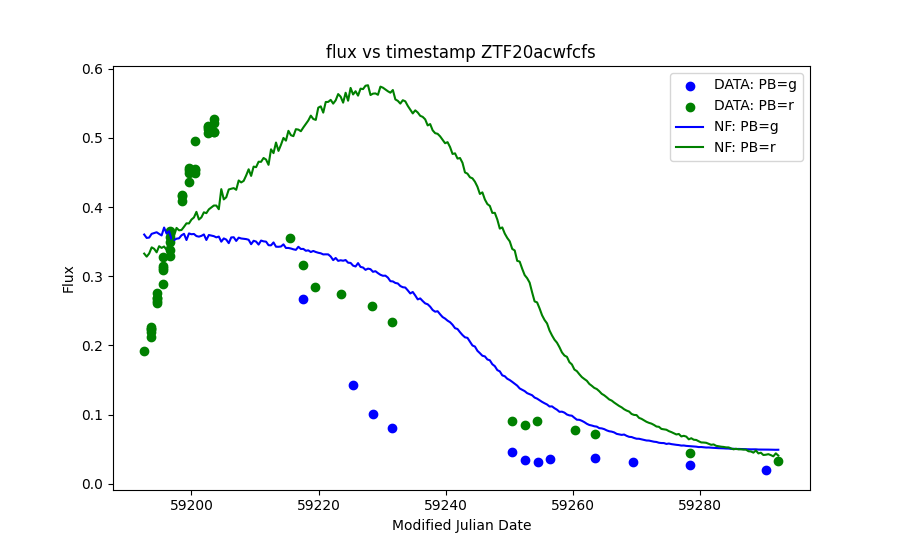 flux vs timestamp ZTF20acwfcfs
0.6
0.5
0.4
0.3
0.2
0.1
0.0
Flux
DATA: PB=g
DATA: PB=r
NF: PB=g
NF: PB=r
59200
59220
59240
59260
59280
Modified Julian Date